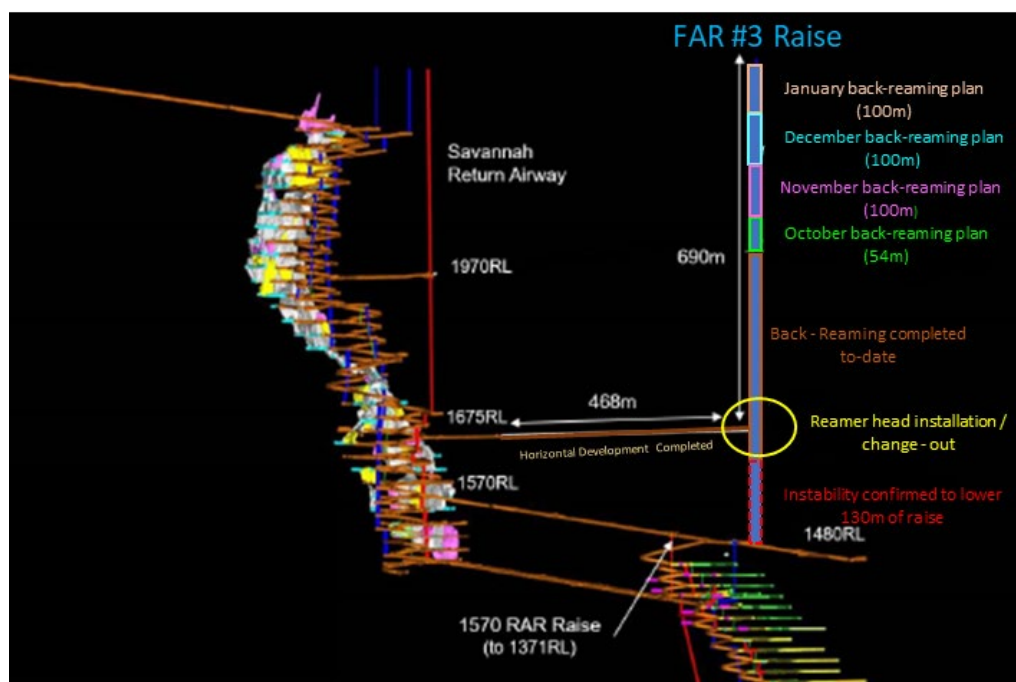 FAR #3 Raise
January back-reaming plan
(100m)
December back-reaming plan
(100m)
Savannah
Return Airway
November back-reaming plan
(100m)
October back-reaming plan
(54m)
690m
1970RL
Back - Reaming completed
to-date
468m
1675RL
Reamer head installation /
change - out
Horizontal Development Completed
1570RL
Instability confirmed to lower
130m of raise
1480RL
1570 RAR Raise
(to 1371RL)